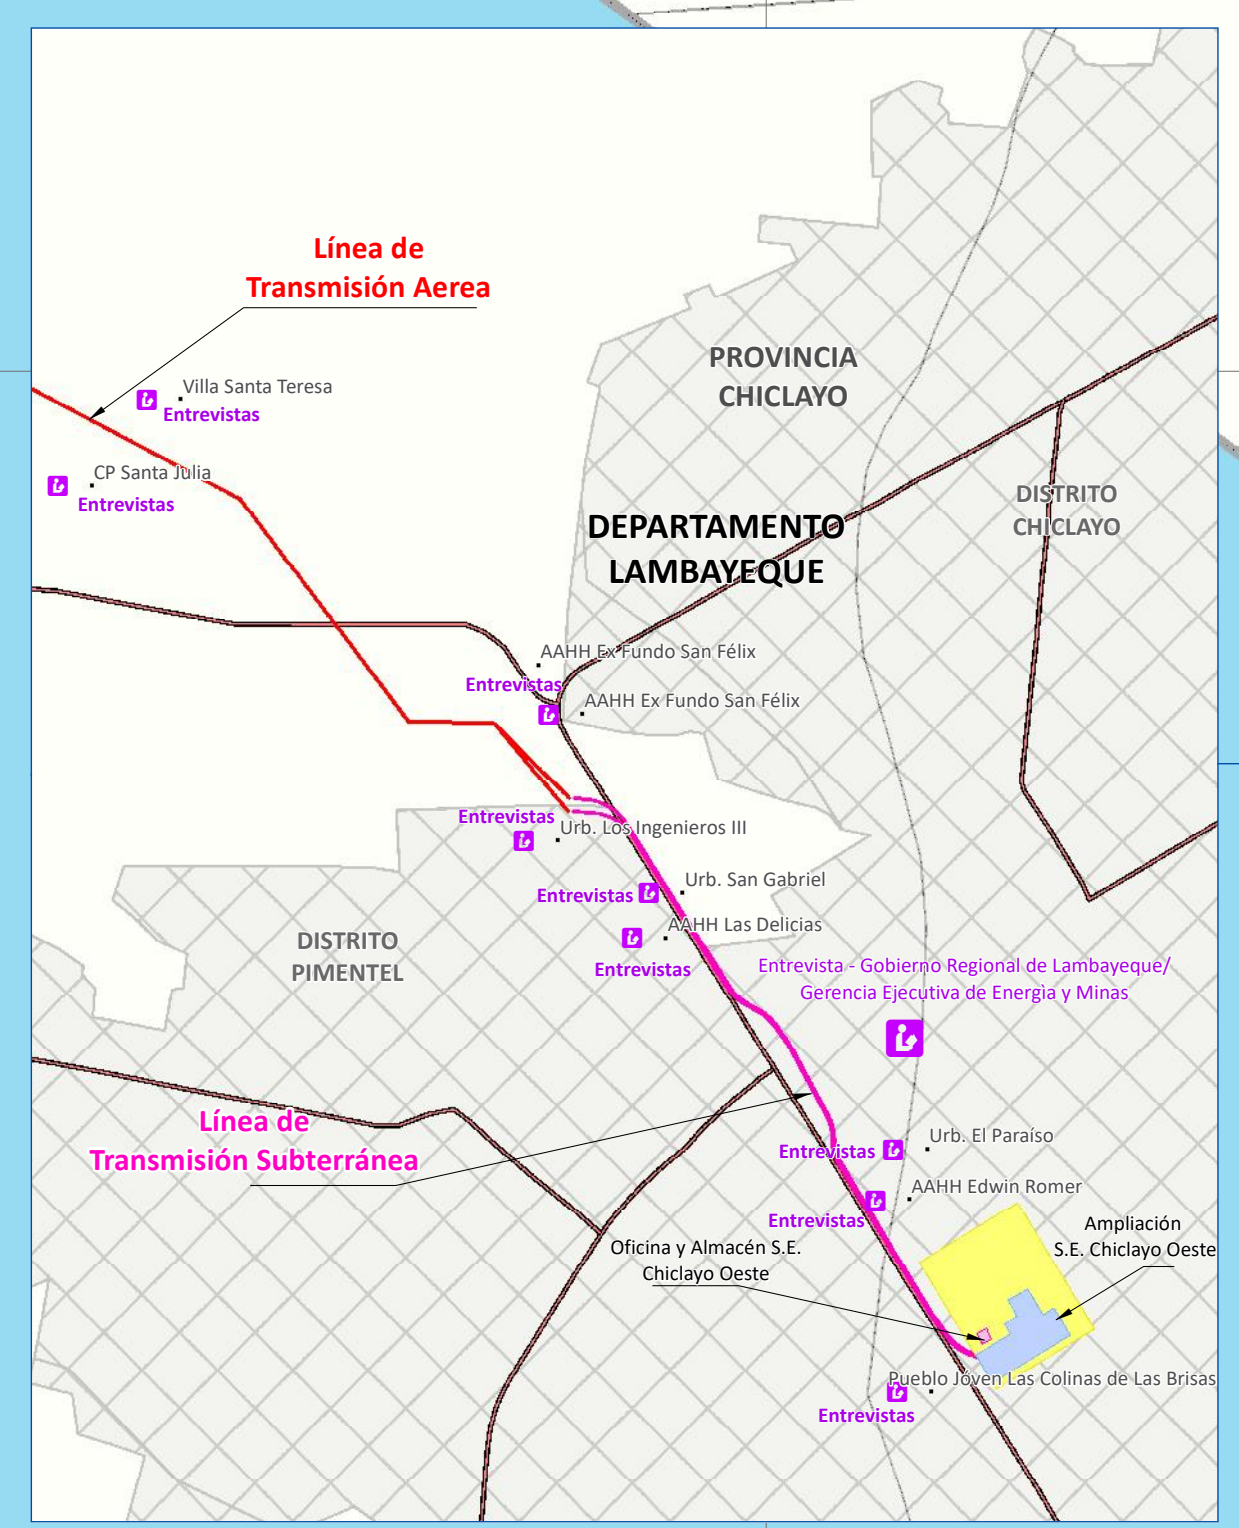 Línea de
Transmisión Aerea
PROVINCIA
CHICLAYO
Villa Santa Teresa
Entrevistas
CP Santa Julia
Entrevistas
DISTRITO
CHICLAYO
DEPARTAMENTO
LAMBAYEQUE
AAHH Ex Fundo San Félix
Entrevistas
AAHH Ex Fundo San Félix
Entrevistas
Urb. Los Ingenieros III
Urb. San Gabriel
Entrevistas
AAHH Las Delicias
Entrevistas
DISTRITO
PIMENTEL
Entrevista - Gobierno Regional de Lambayeque/
Gerencia Ejecutiva de Energìa y Minas
Línea de
Transmisión Subterránea
Urb. El Paraíso
Entrevistas
AAHH Edwin Romer
Entrevistas
Ampliación
S.E. Chiclayo Oeste
Oficina y Almacén S.E.
Chiclayo Oeste
Pueblo Jóven Las Colinas de Las Brisas
Entrevistas